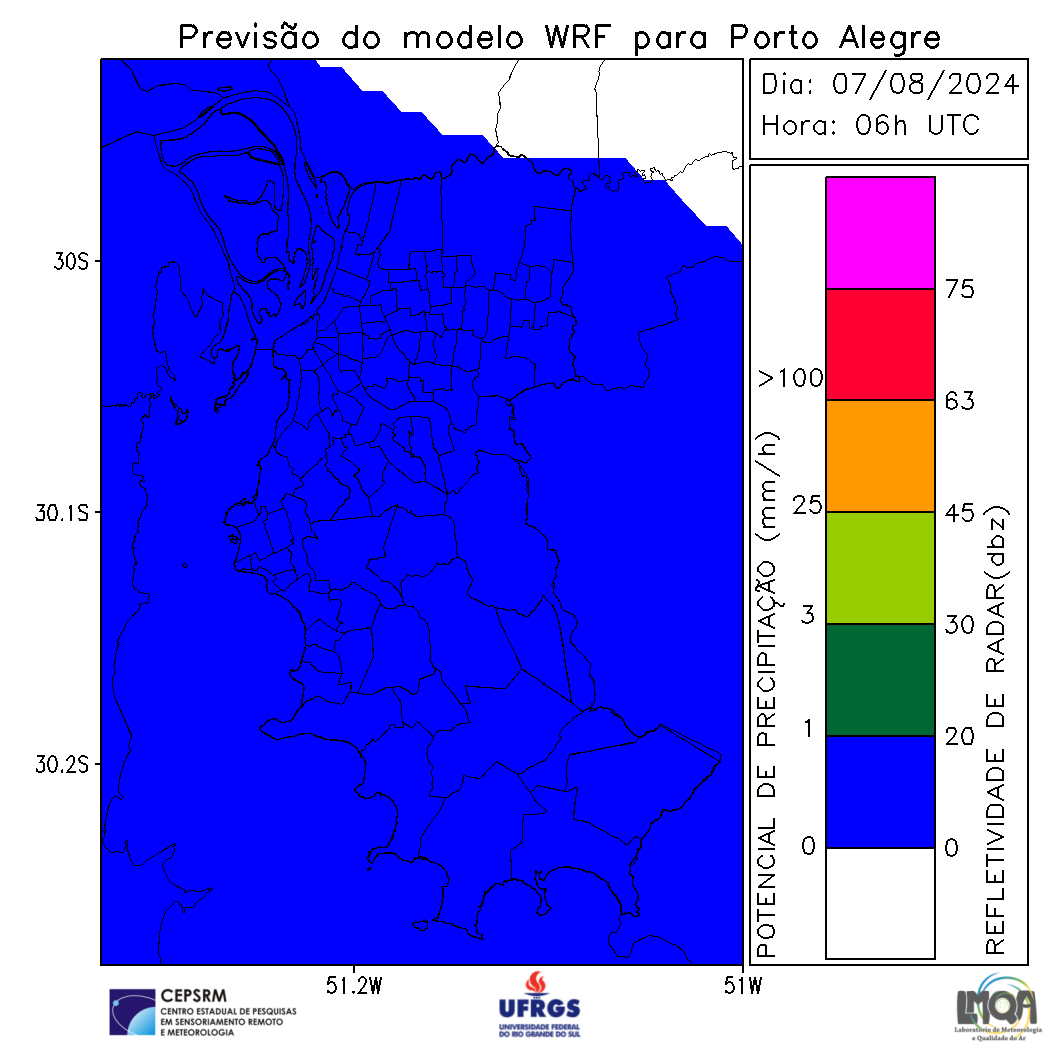 Previsão do modelo WRF para Porto Alegre
Dia: 07/08/2024
Hora: 06h UTC
30S
30.1S
30.2S
51.2W
51W
POTENCIAL DE PRECIPITAÇÃO (mm/h)
>100
25
3
1
0
75
63
45
30
20
0
REFLETIVIDADE DE RADAR(dbz)
CEPSRM
CENTRO ESTADUAL DE PESQUISAS
EM SENSORIAMENTO REMOTO
E METEOROLOGIA
UFRGS
UNIVERSIDADE FEDERAL
DO RIO GRANDE DO SUL
LMQA
Laboratório de Meteorologia
e Qualidade do Ar